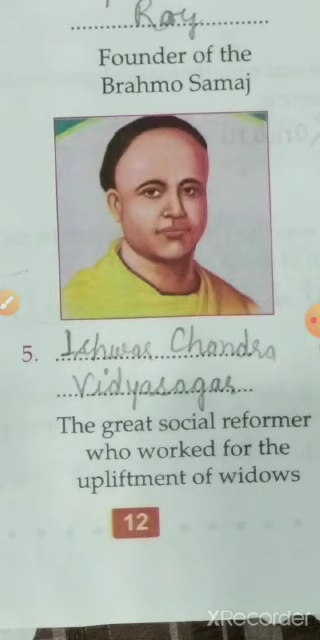 Roy
Founder of the
Brahmo Samaj
5. Ishwar Chandra
Vidyasagar
The great social reformer
who worked for the
upliftment of widows
12
XRecorder